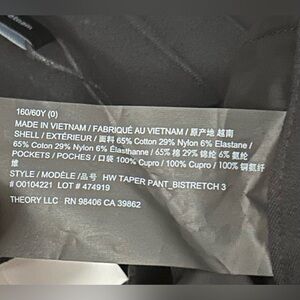 160/60Y (0)
MADE IN VIETNAM / FABRIQUÉ AU VIETNAM / 原产地 越南
SHELL / EXTÉRIEUR / 面料 65% Cotton 29% Nylon 6% Elastane /
65% Coton 29% Nylon 6% Élastanne / 65% 棉 29% 锦纶 6% 氨纶
POCKETS / POCHES / 口袋 100% Cupro / 100% Cupro / 100% 铜氨纤
维
STYLE / MODÈLE / 品号 HW TAPER PANT_BISTRETCH 3
# O0104221 LOT # 474919
THEORY LLC RN 98406 CA 39862